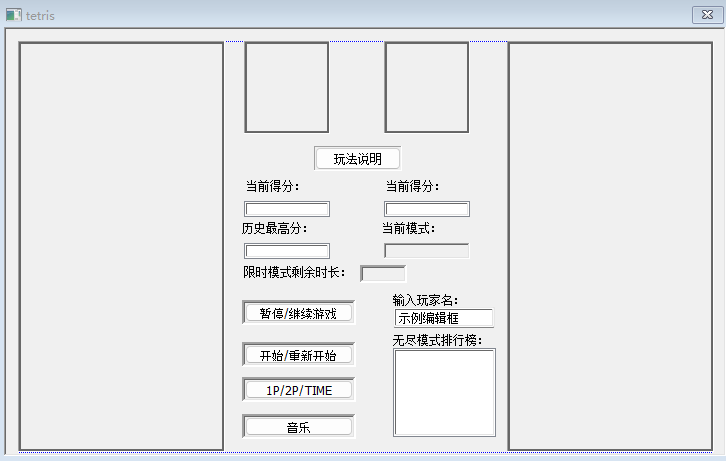 tetris
玩法说明
当前得分：
当前得分：
历史最高分：
当前模式：
限时模式剩余时长：
暂停/继续游戏
输入玩家名：
示例编辑框
无尽模式排行榜：
开始/重新开始
1P/2P/TIME
音乐